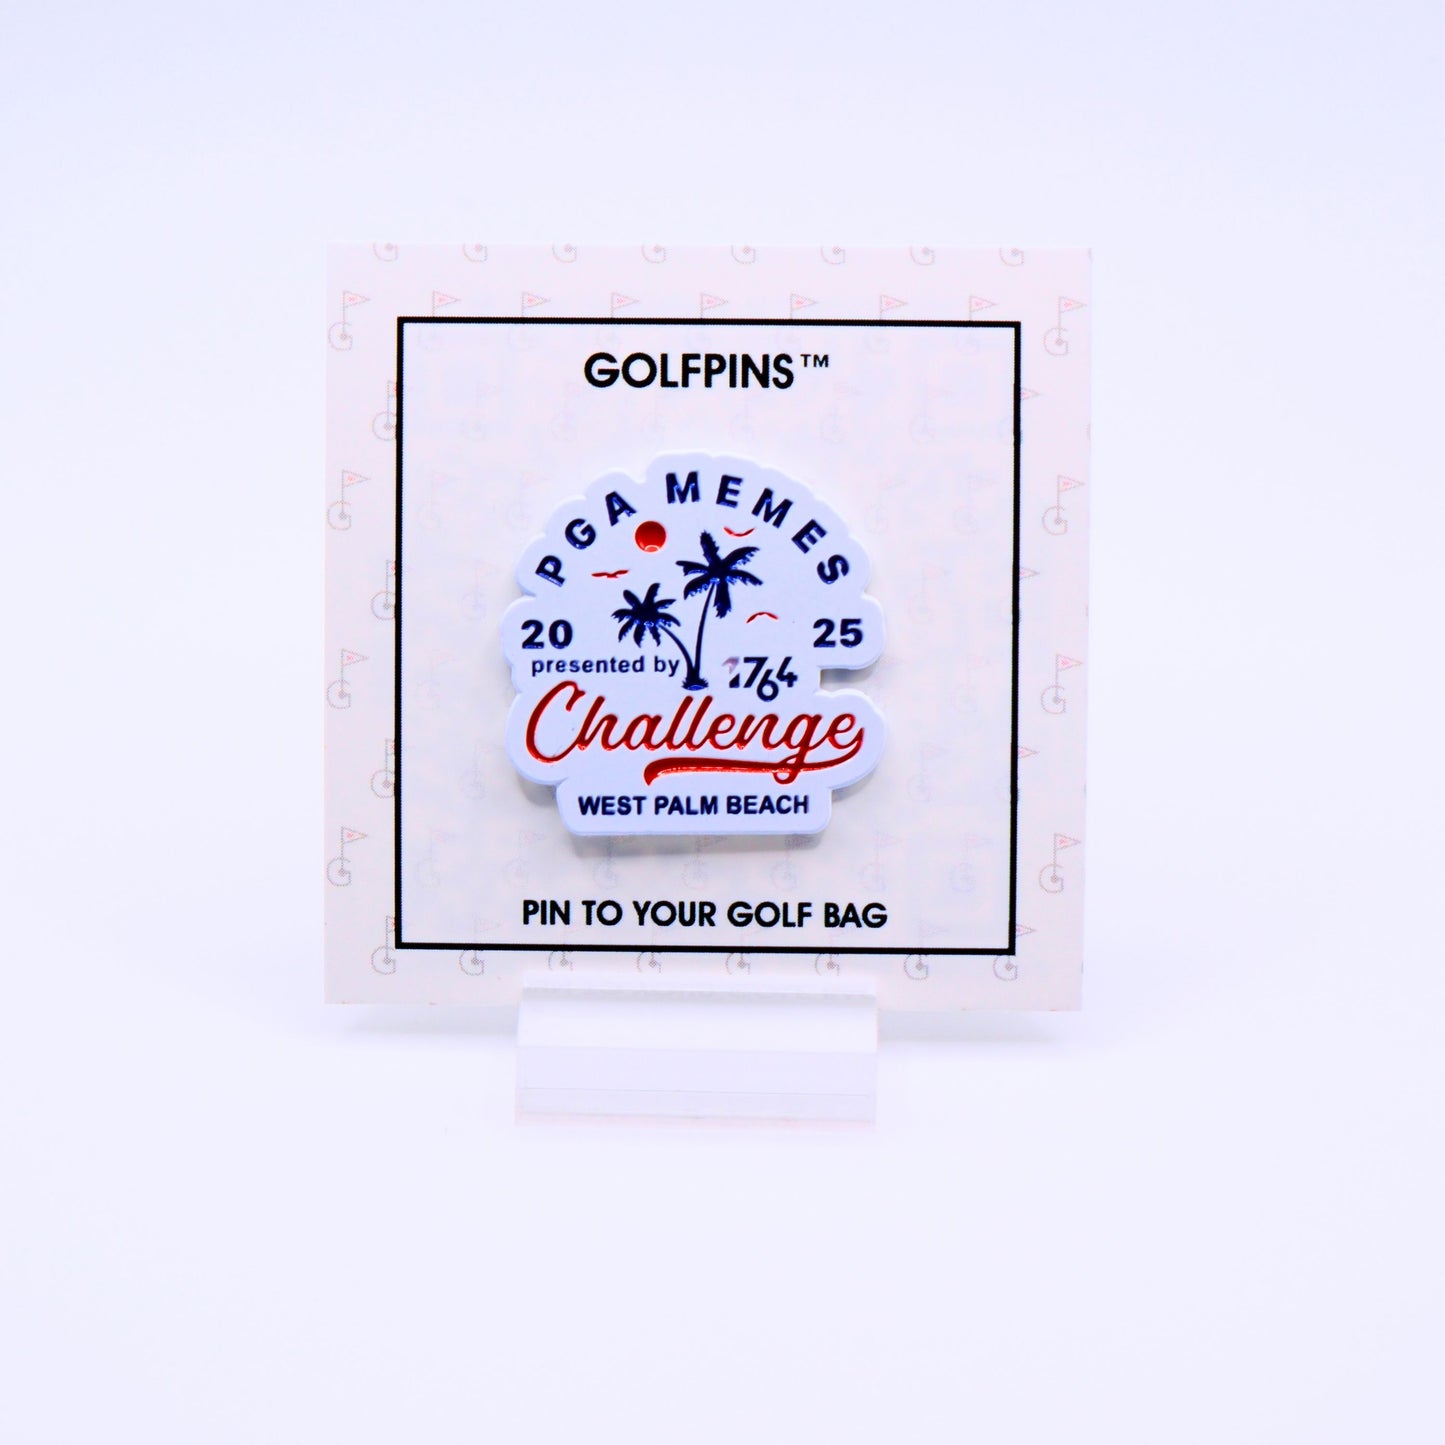 GOLFPINS™
PGA MEMES
20 25
presented by 1764
Challenge
WEST PALM BEACH
PIN TO YOUR GOLF BAG